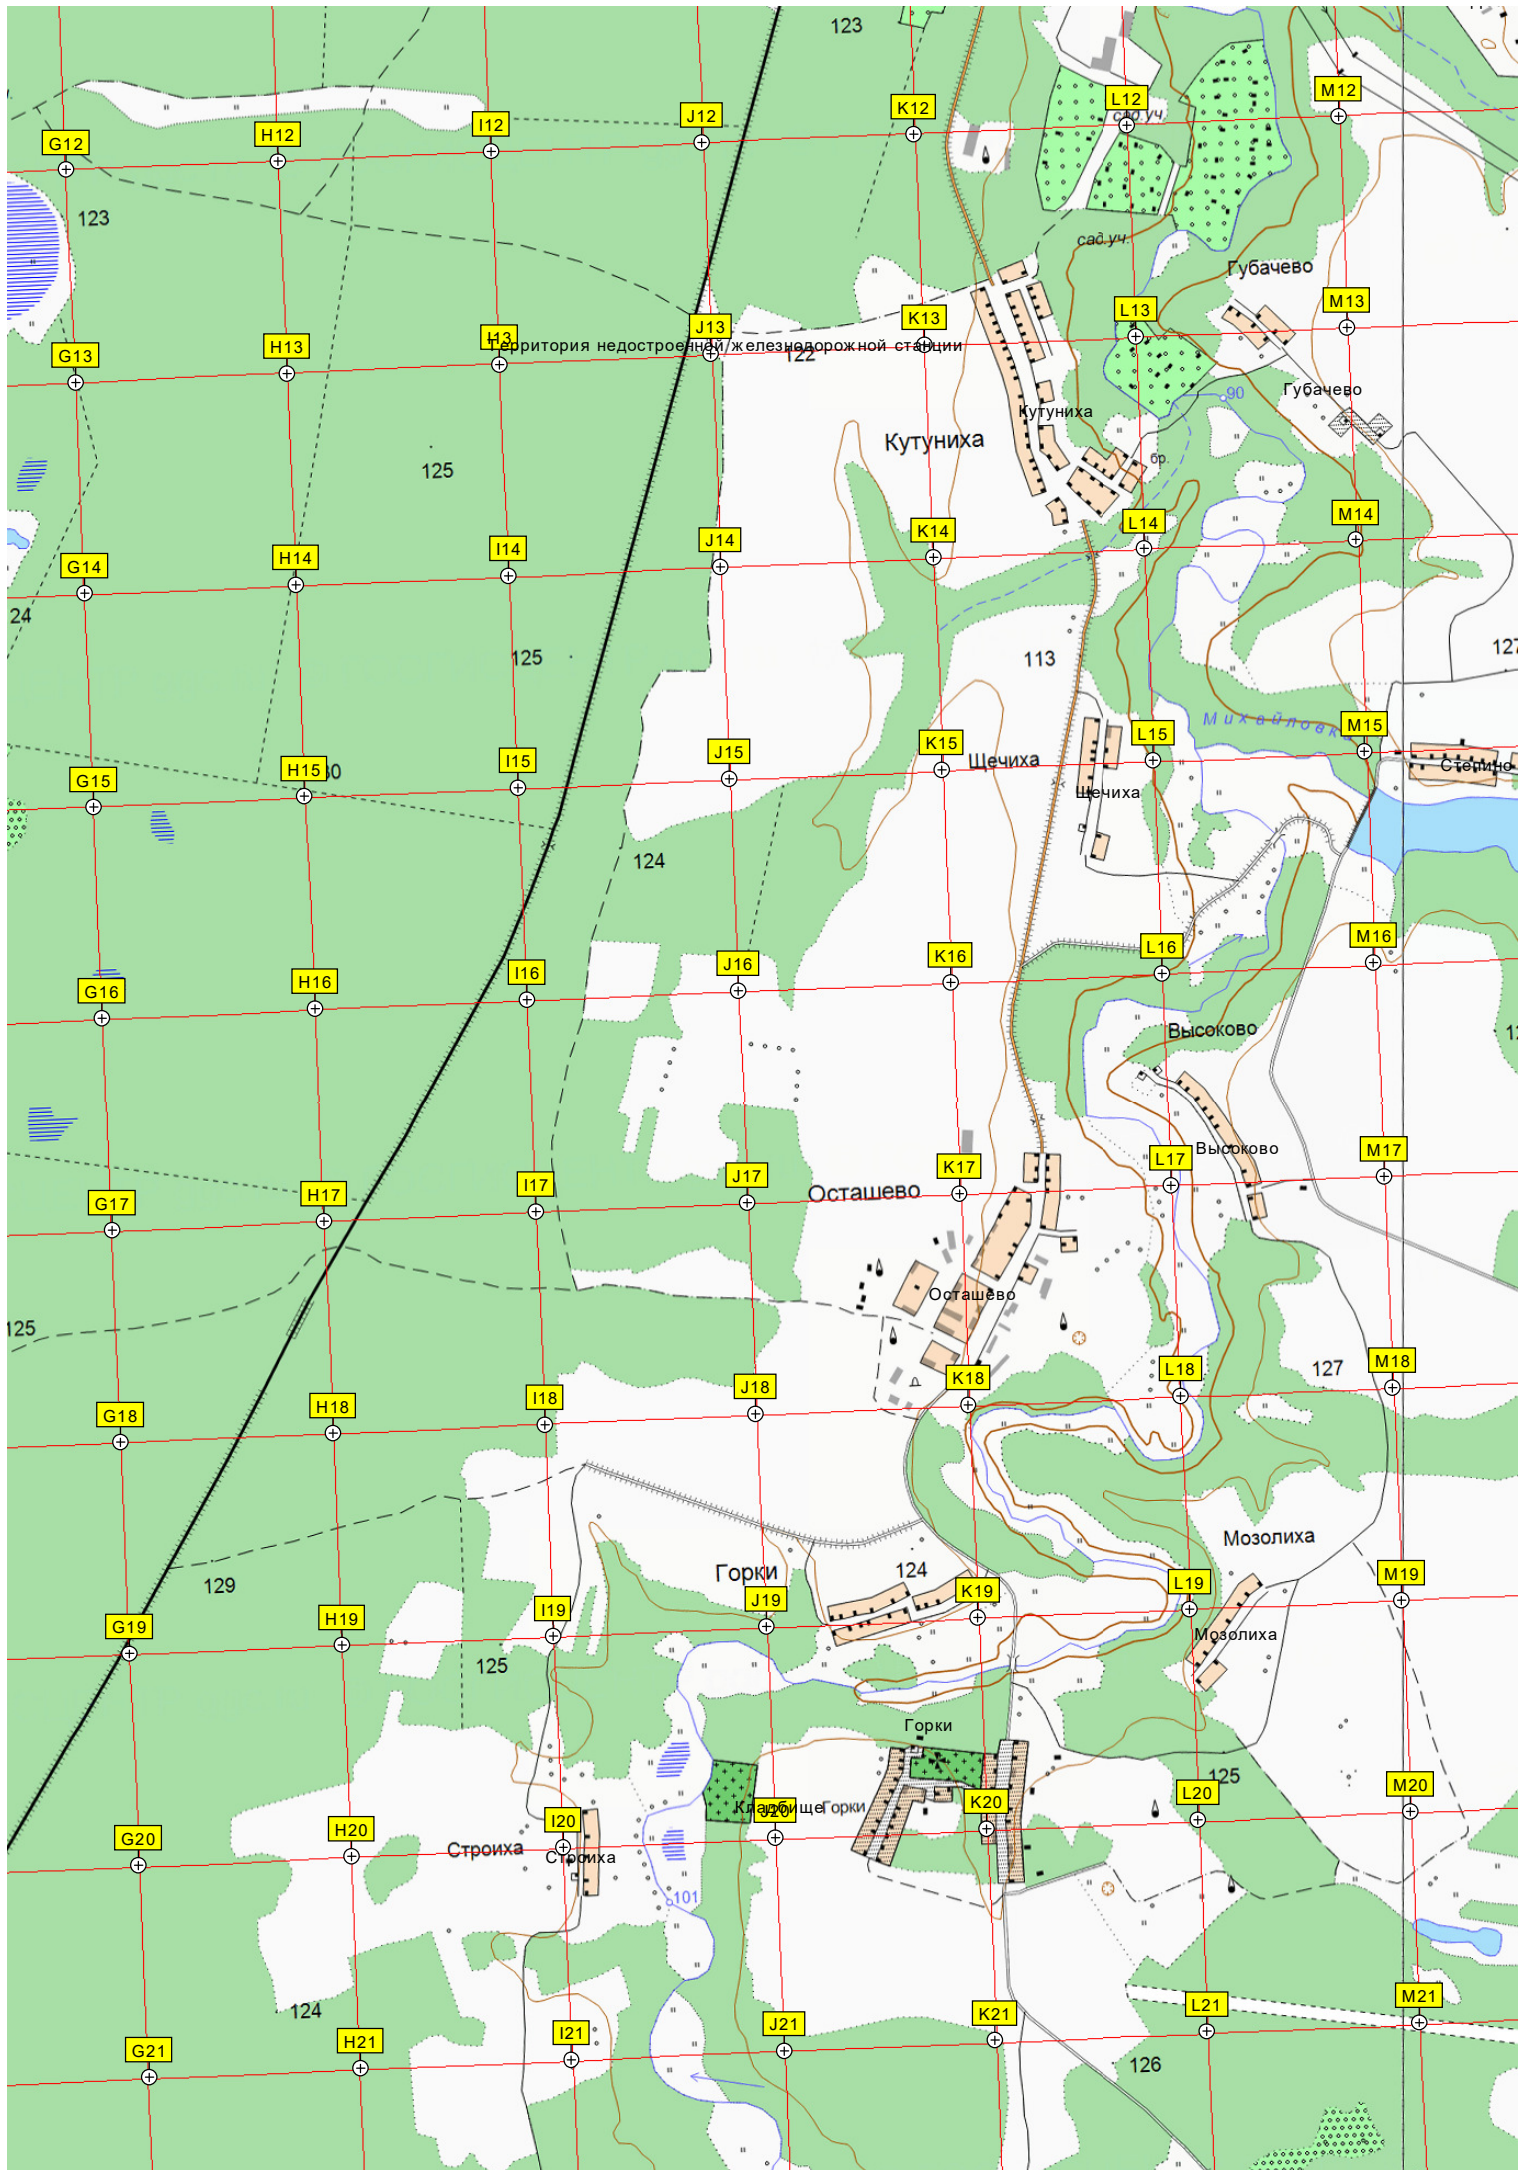 123
L12
M12
K12
сад.уч.
J12
I12
H12
G12
123
сад.уч.
Губачево
M13
L13
K13
J13
I13
H13
G13
Территория недостроенной/железнодорожной станции
122
Губачево
90
Кутуниха
Кутуниха
бр.
125
M14
L14
K14
J14
I14
H14
G14
24
113
125
127
Михайловка
M15
L15
K15
Щечиха
J15
I15
H15
G15
Степино
Щечиха
124
M16
L16
K16
J16
I16
H16
G16
Высоково
Высоково
M17
L17
K17
J17
I17
H17
G17
Осташево
Осташево
125
127
M18
L18
K18
J18
I18
H18
G18
Мозолиха
Горки
124
129
M19
L19
K19
J19
I19
H19
G19
Мозолиха
125
Горки
125
M20
L20
K20
J20
I20
H20
G20
Кладбище
Горки
Строиха
Строиха
101
M21
L21
K21
J21
I21
H21
G21
124
126